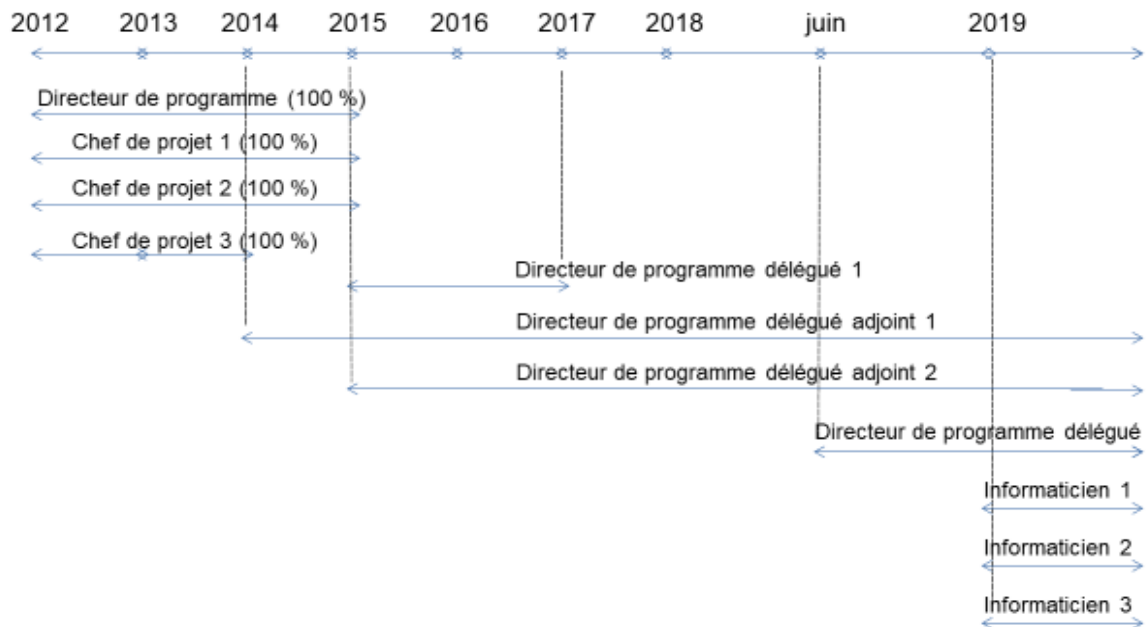 2012 2013 2014 2015 2016 2017 2018 juin 2019
Directeur de programme (100 %)
Chef de projet 1 (100 %)
Chef de projet 2 (100 %)
Chef de projet 3 (100 %)
Directeur de programme délégué 1
Directeur de programme délégué adjoint 1
Directeur de programme délégué adjoint 2
Directeur de programme délégué
Informaticien 1
Informaticien 2
Informaticien 3